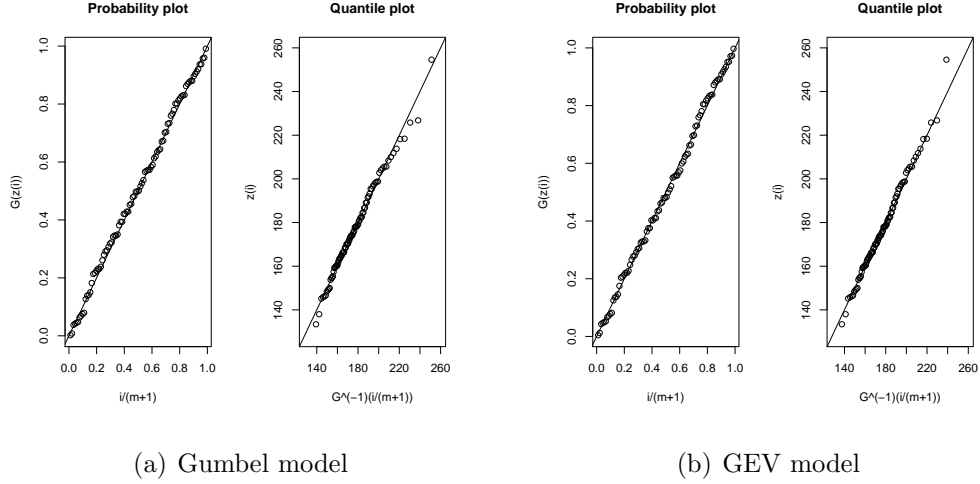 Probability plot
G(z(i))
1.0
0.8
0.6
0.4
0.2
0.0
0.0 0.2 0.4 0.6 0.8 1.0
i/(m+1)
Quantile plot
z(i)
260
240
220
200
180
160
140
140 180 220 260
G^(−1)(i/(m+1))
(a) Gumbel model
Probability plot
G(z(i))
1.0
0.8
0.6
0.4
0.2
0.0
0.0 0.2 0.4 0.6 0.8 1.0
i/(m+1)
Quantile plot
z(i)
260
240
220
200
180
160
140
140 180 220 260
G^(−1)(i/(m+1))
(b) GEV model